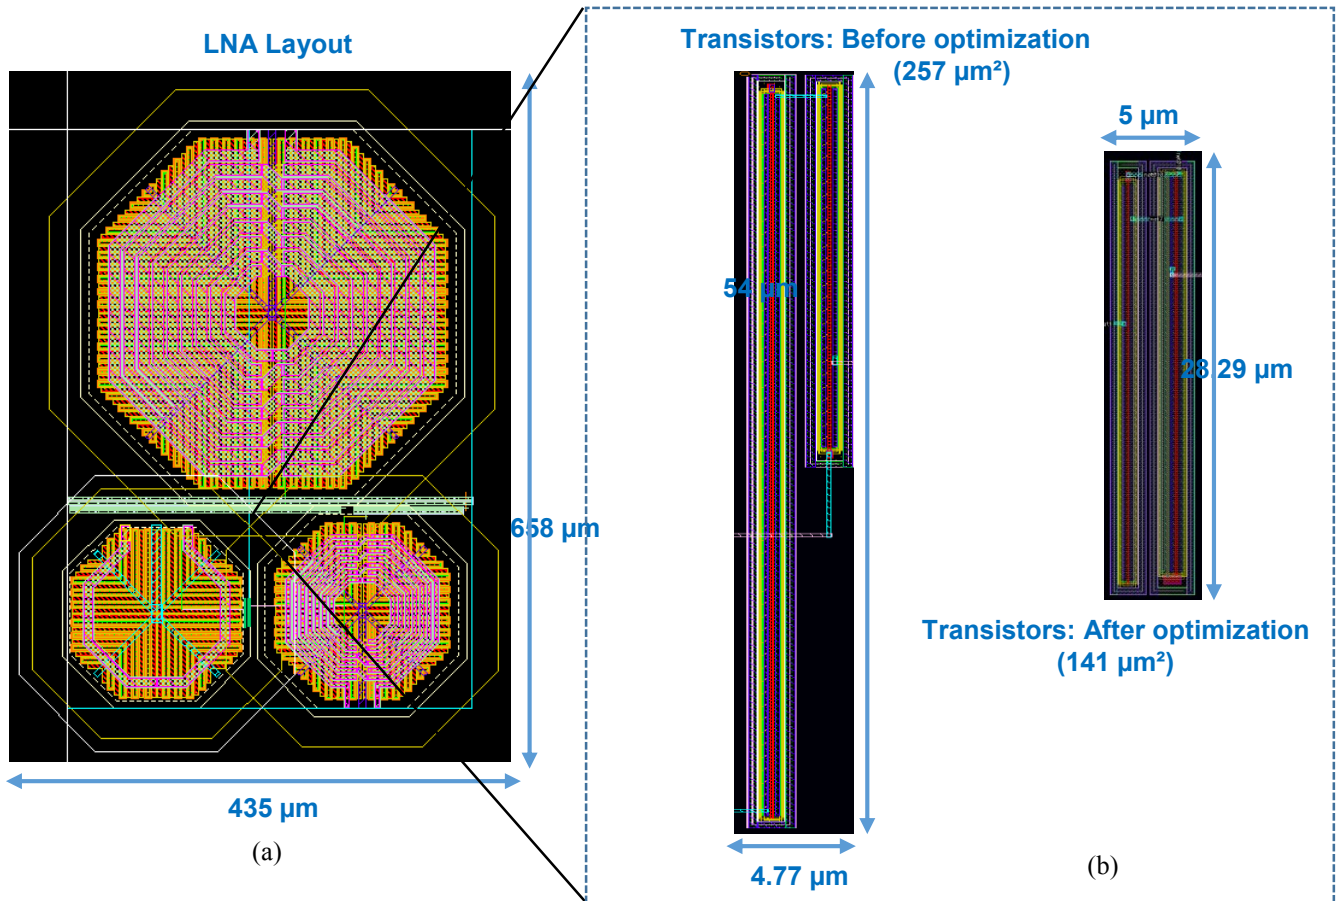 LNA Layout
658 µm
435 µm
(a)
Transistors: Before optimization
(257 µm²)
54 µm
4.77 µm
5 µm
28.29 µm
Transistors: After optimization
(141 µm²)
(b)